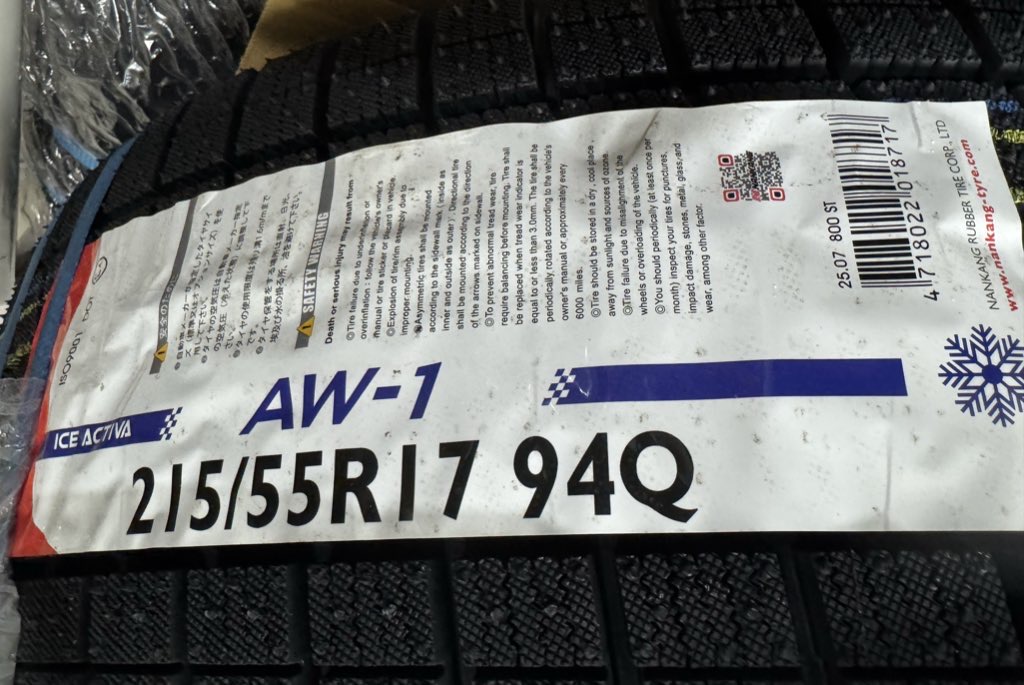 ICE ACTIVA
AW-1
215/55R17 94Q
ISO9001
SAFETY WARNING
Death or serious injury may result from :
◎Tire failure due to underinflation or
overinflation : follow the vehicle owner's
manual or tire sticker or placard in vehicle.
◎Explosion of tire/rim assembly due to
improper mounting.
◎Asymmetric tires shall be mounted
according to the sidewall mark : inside as
inner and outside as outer ; Directional tire
shall be mounted according to the direction
of the arrows marked on sidewall.
◎To prevent abnormal tread wear, tire
require balancing before mounting. Tire shall
be replaced when tread wear indicator is
equal to or less than 3.0mm. The tire shall be
periodically rotated according to the vehicle's
owner's manual or approximately every
6000 miles.
◎Tire should be stored in a dry, cool place ,
away from sunlight and sources of ozone.
◎Tire failure due to misalignment of the
wheels or overloading of the vehicle.
◎You should periodically (at least once per
month) inspect your tires for punctures,
impact damage, stones, metal, glass, and
wear, among other factor.
25.07 800 ST
4 718022 018717
NANKANG RUBBER TIRE CORP., LTD
www.nankang-tyre.com